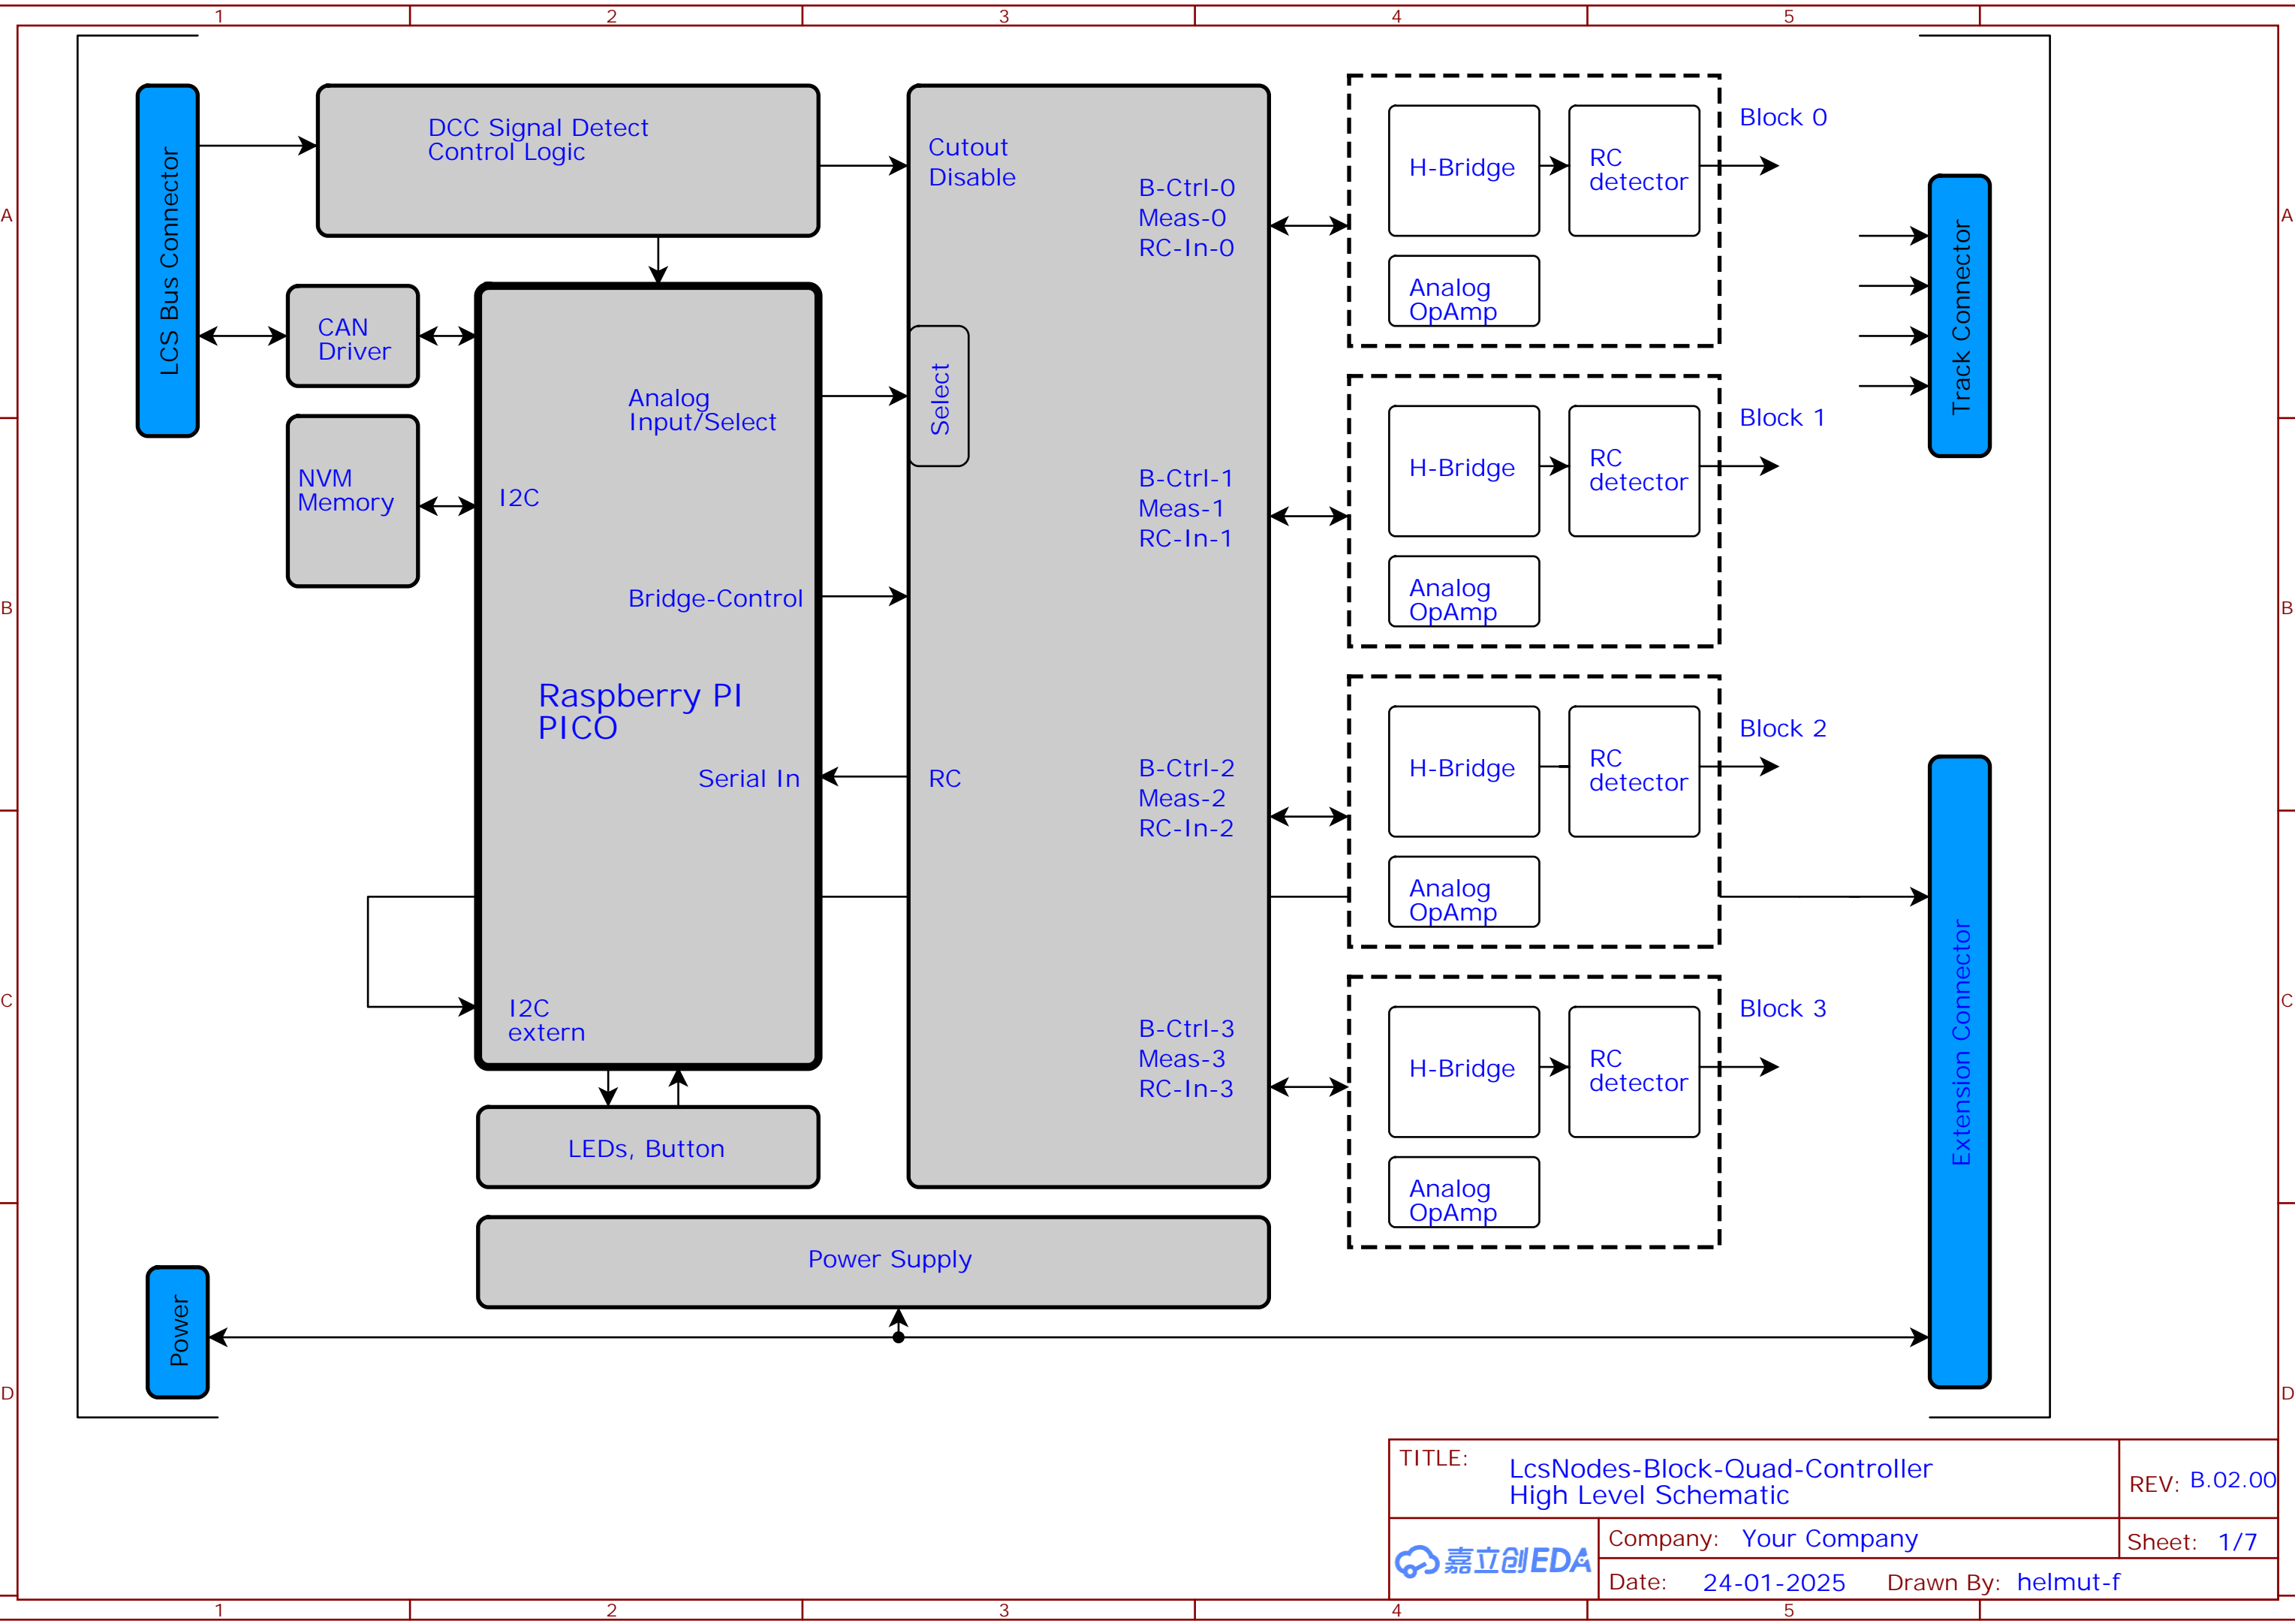 1
2
3
4
5
A
A
B
B
C
C
D
D
LCS Bus Connector
DCC Signal Detect
Control Logic
CAN
Driver
NVM
Memory
Analog
Input/Select
I2C
Bridge-Control
Raspberry PI
PICO
Serial In
I2C
extern
LEDs, Button
Power Supply
Power
Cutout
Disable
Select
RC
B-Ctrl-0
Meas-0
RC-In-0
B-Ctrl-1
Meas-1
RC-In-1
B-Ctrl-2
Meas-2
RC-In-2
B-Ctrl-3
Meas-3
RC-In-3
Block 0
H-Bridge
RC
detector
Analog
OpAmp
Block 1
H-Bridge
RC
detector
Analog
OpAmp
Block 2
H-Bridge
RC
detector
Analog
OpAmp
Block 3
H-Bridge
RC
detector
Analog
OpAmp
Track Connector
Extension Connector
TITLE:
LcsNodes-Block-Quad-Controller
High Level Schematic
REV: B.02.00
嘉立创EDA
Company: Your Company
Sheet: 1/7
Date: 24-01-2025 Drawn By: helmut-f
1
2
3
4
5